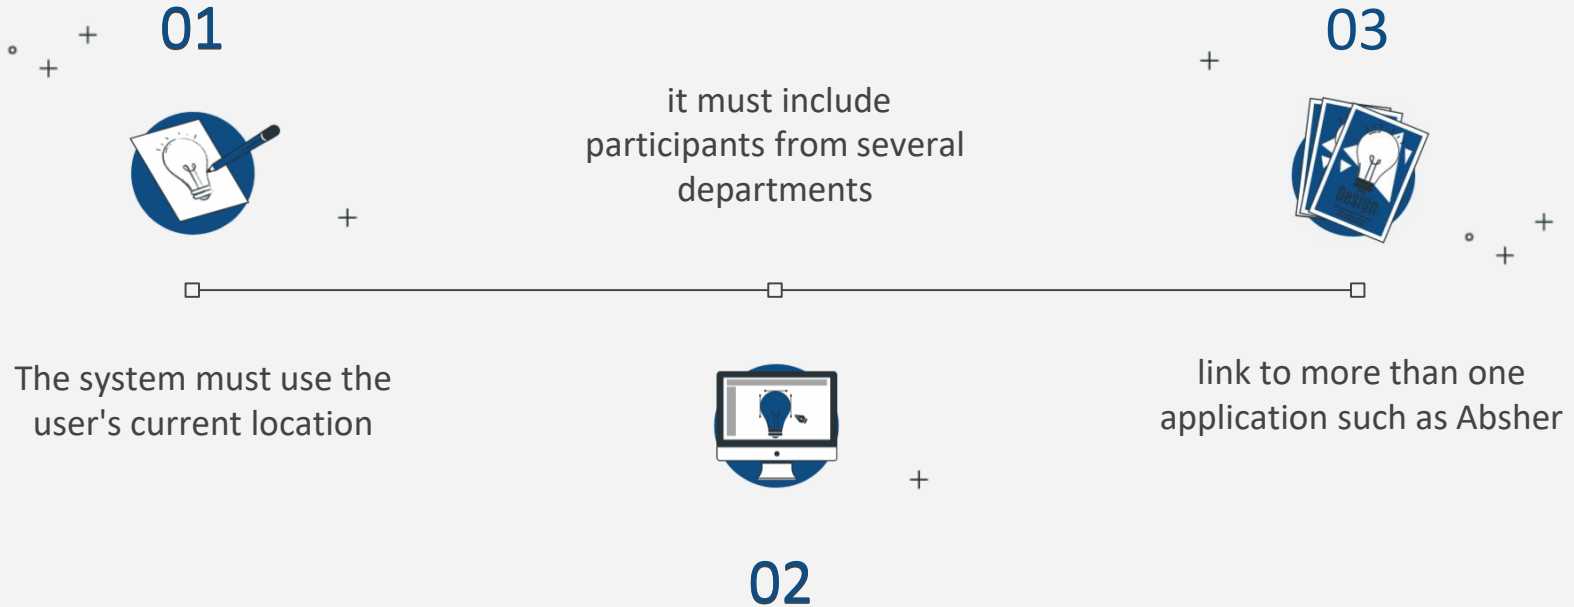 01
The system must use the
user's current location
it must include
participants from several
departments
02
03
Design
link to more than one
application such as Absher